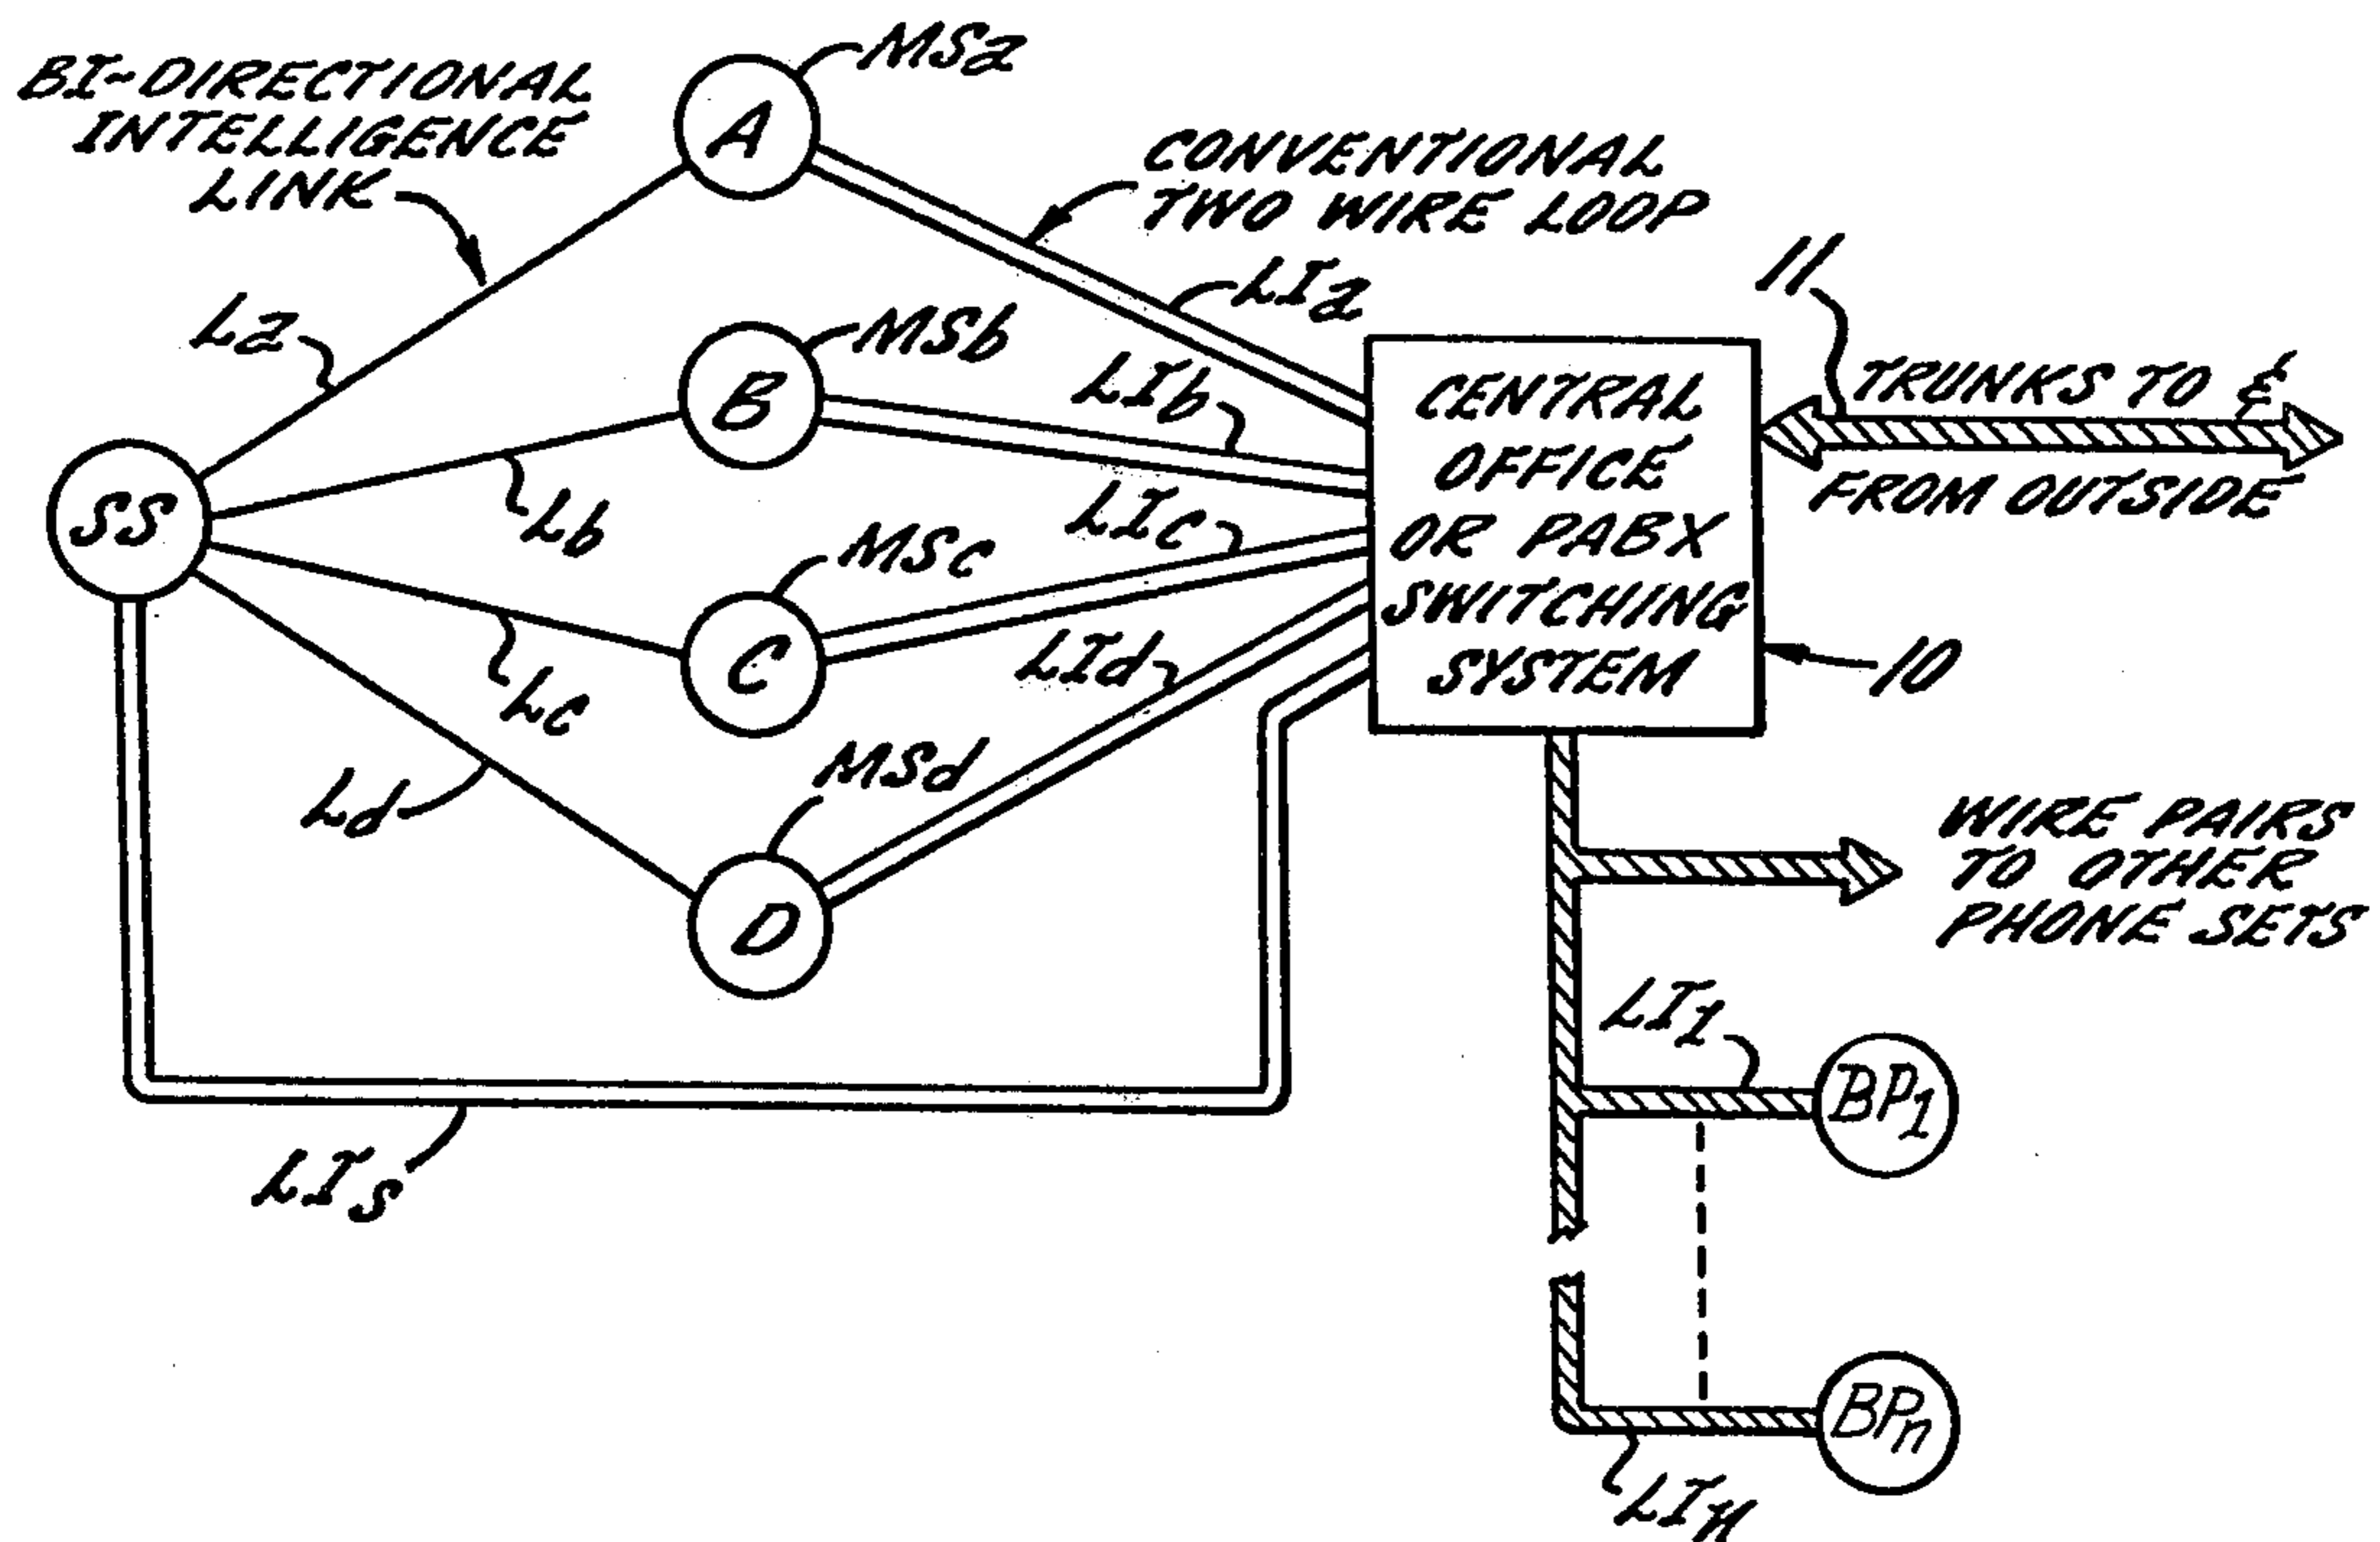 BI-DIRECTIONAL
INTELLIGENCE
LINK
MSa
A
CONVENTIONAL
TWO WIRE LOOP
LIa
La
MSb
B
LIb
11
TRUNKS TO &
FROM OUTSIDE
CENTRAL
OFFICE
OR PABX
SWITCHING
SYSTEM
10
SS
Lb
LIc
MSc
C
Lc
LId
MSd
D
Ld
WIRE PAIRS
TO OTHER
PHONE SETS
LI1
BP1
LIs
BPn
LIn